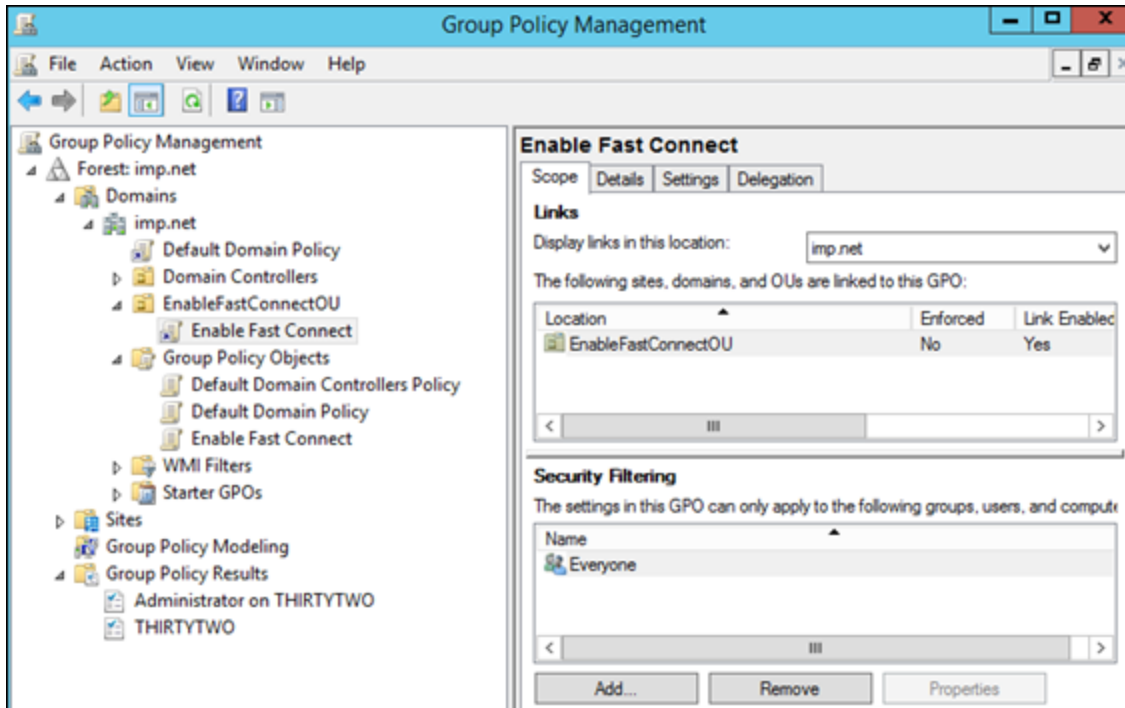 Group Policy Management
File Action View Window Help
Group Policy Management
Forest: imp.net
Domains
imp.net
Default Domain Policy
Domain Controllers
EnableFastConnectOU
Enable Fast Connect
Group Policy Objects
Default Domain Controllers Policy
Default Domain Policy
Enable Fast Connect
WMI Filters
Starter GPOs
Sites
Group Policy Modeling
Group Policy Results
Administrator on THIRTYTWO
THIRTYTWO
Enable Fast Connect
Scope Details Settings Delegation
Links
Display links in this location: imp.net
The following sites, domains, and OUs are linked to this GPO:
Location Enforced Link Enabled
EnableFastConnectOU No Yes
Security Filtering
The settings in this GPO can only apply to the following groups, users, and compute
Name
Everyone
Add... Remove Properties